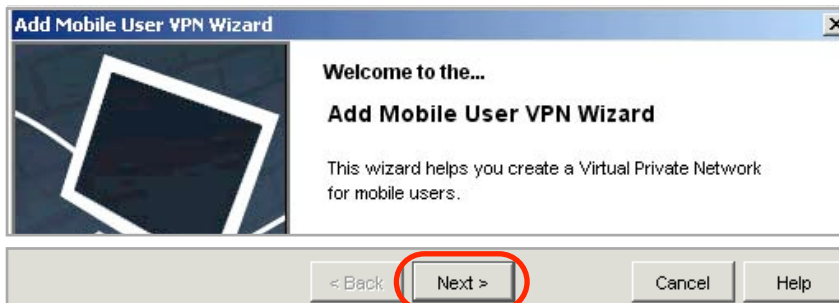 Add Mobile User VPN Wizard
Welcome to the...
Add Mobile User VPN Wizard
This wizard helps you create a Virtual Private Network
for mobile users.
< Back Next > Cancel Help